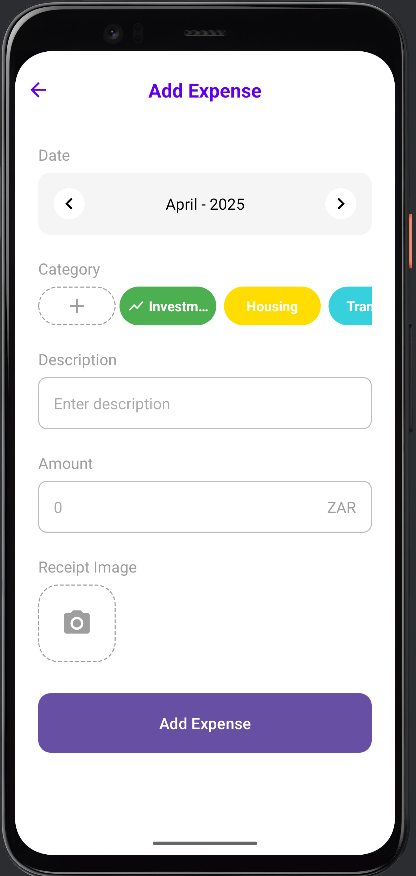 Add Expense
Date
April - 2025
Category
Investm...
Housing
Tran
Description
Enter description
Amount
0 ZAR
Receipt Image
Add Expense